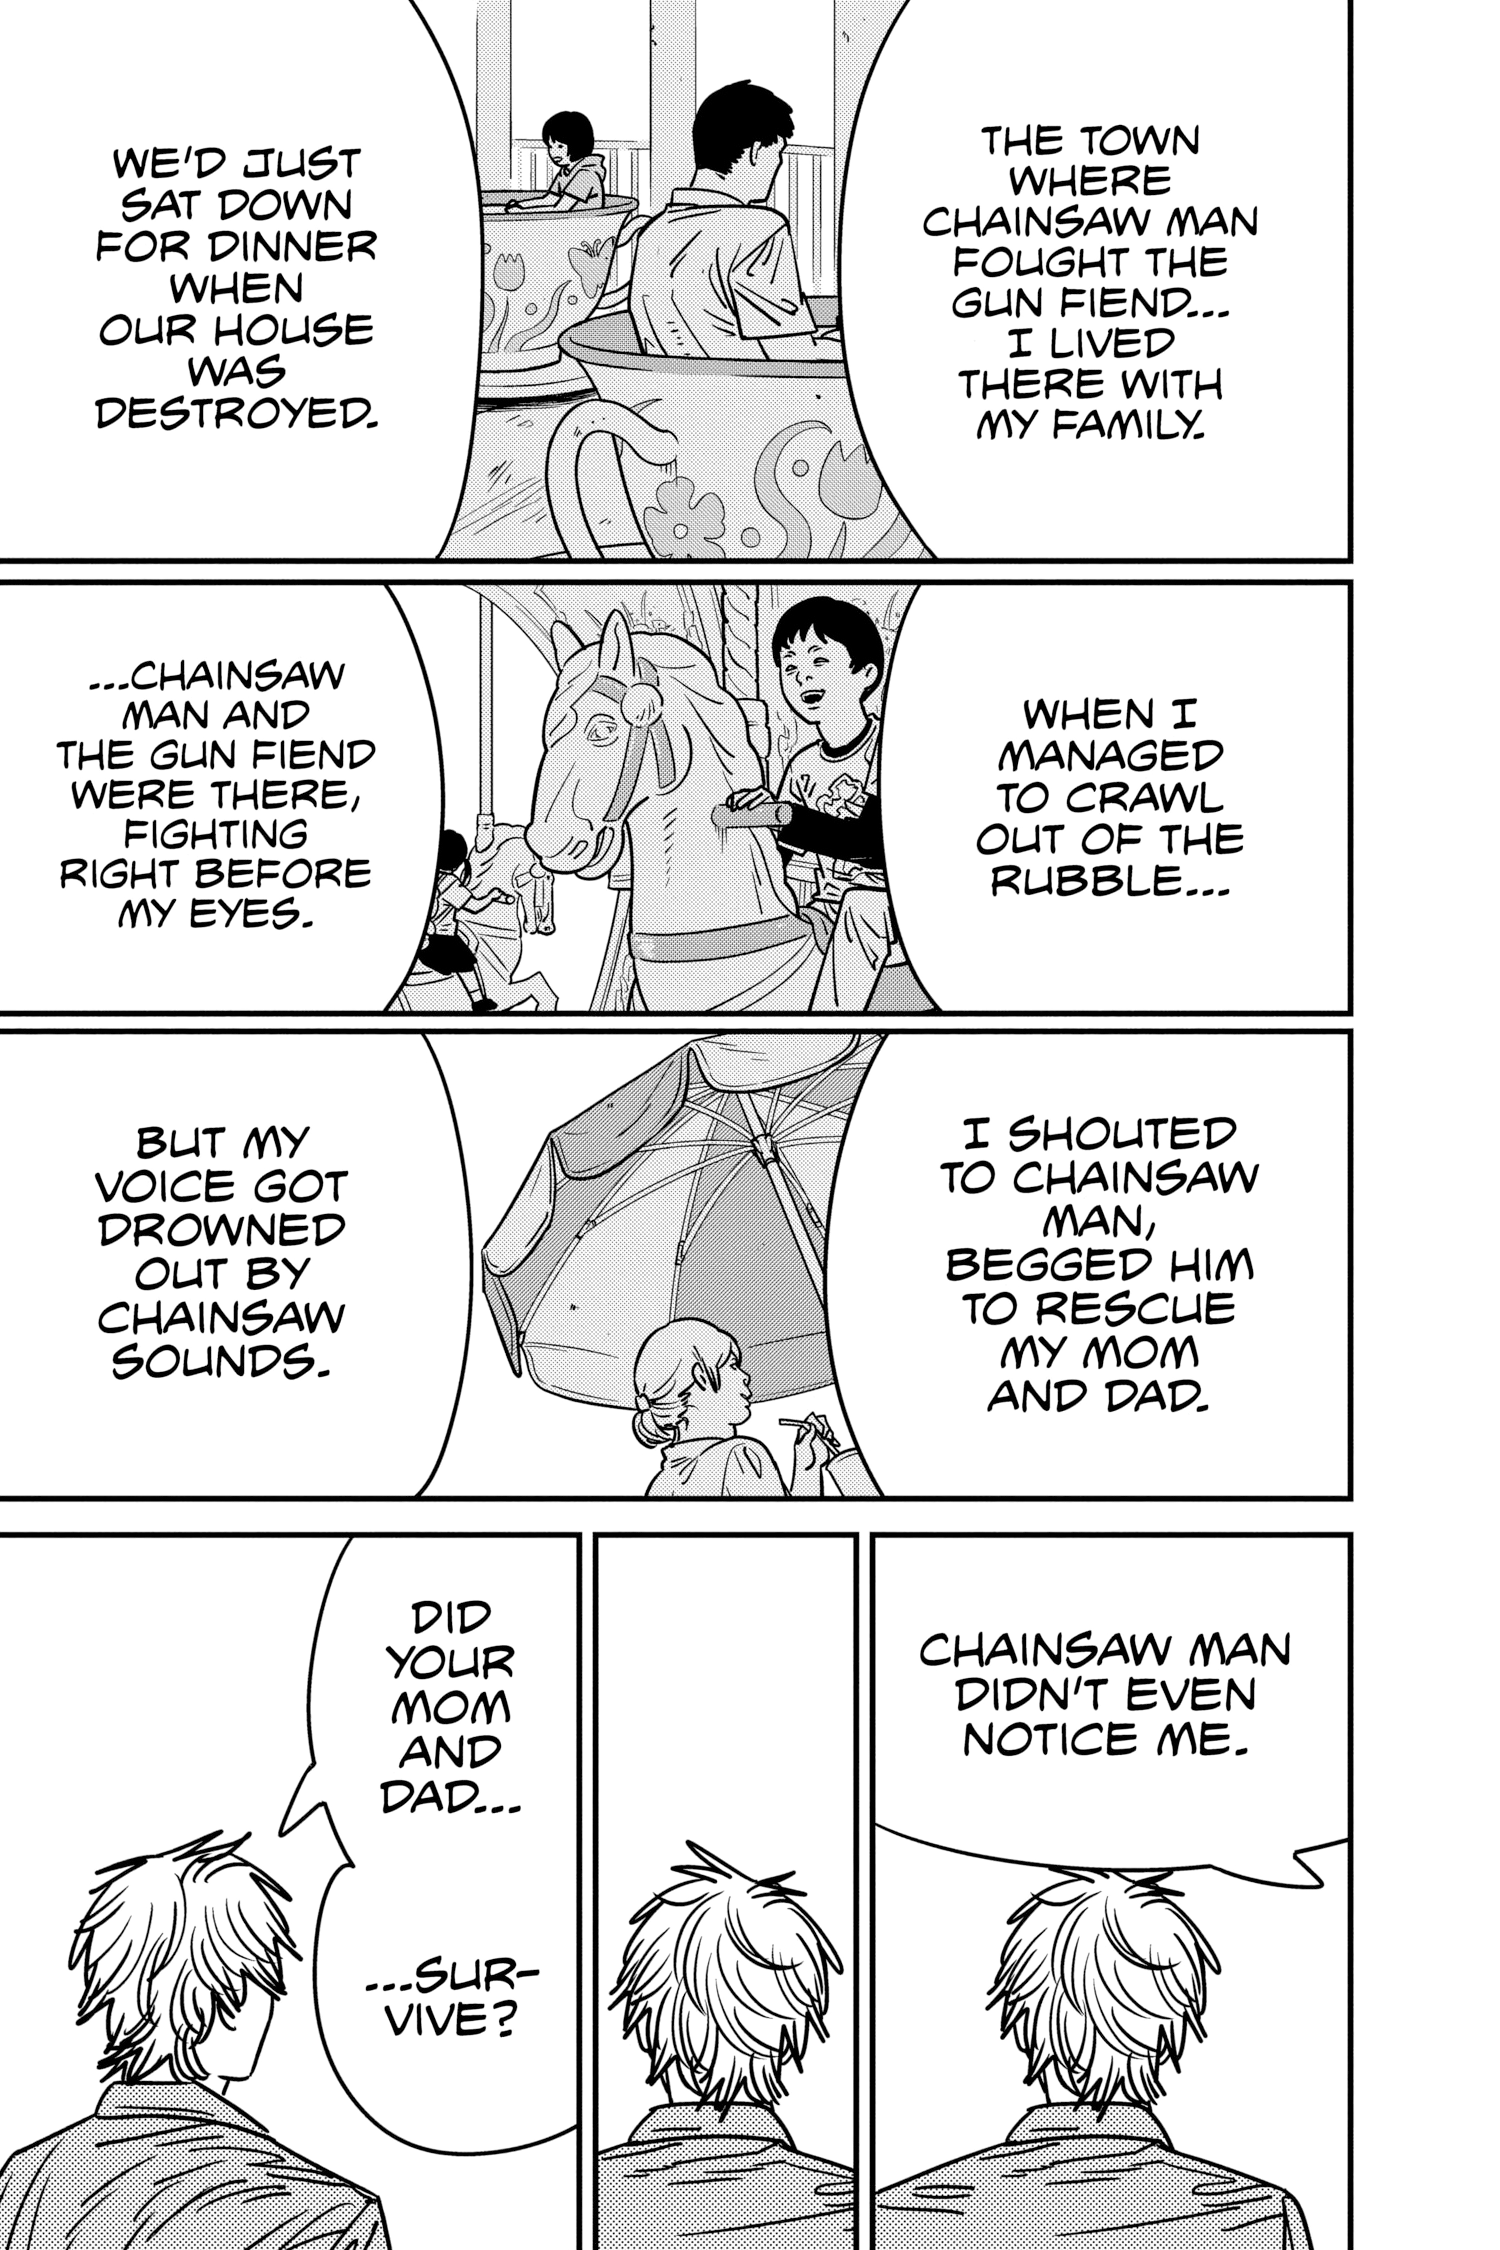 THE TOWN
WHERE
CHAINSAW MAN
FOUGHT THE
GUN FIEND...
I LIVED
THERE WITH
MY FAMILY.
WE'D JUST
SAT DOWN
FOR DINNER
WHEN
OUR HOUSE
WAS
DESTROYED.
WHEN I
MANAGED
TO CRAWL
OUT OF THE
RUBBLE...
...CHAINSAW
MAN AND
THE GUN FIEND
WERE THERE,
FIGHTING
RIGHT BEFORE
MY EYES.
I SHOUTED
TO CHAINSAW
MAN,
BEGGED HIM
TO RESCUE
MY MOM
AND DAD.
BUT MY
VOICE GOT
DROWNED
OUT BY
CHAINSAW
SOUNDS.
CHAINSAW MAN
DIDN'T EVEN
NOTICE ME.
DID
YOUR
MOM
AND
DAD...
...SUR-
VIVE?